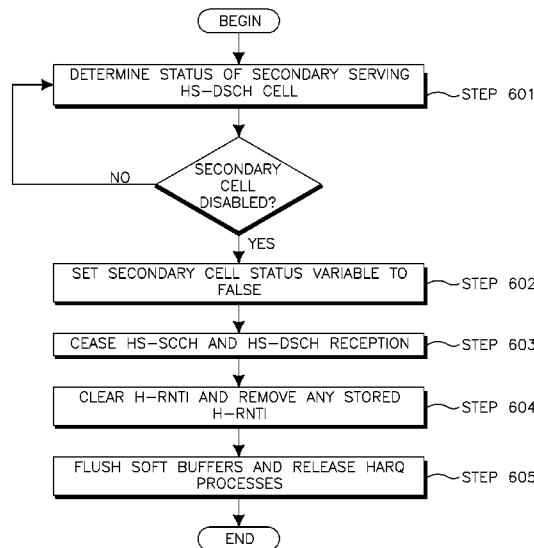 BEGIN
DETERMINE STATUS OF SECONDARY SERVING
HS-DSCH CELL
STEP 601
NO
SECONDARY
CELL
DISABLED?
YES
SET SECONDARY CELL STATUS VARIABLE TO
FALSE
STEP 602
CEASE HS-SCCH AND HS-DSCH RECEPTION
STEP 603
CLEAR H-RNTI AND REMOVE ANY STORED
H-RNTI
STEP 604
FLUSH SOFT BUFFERS AND RELEASE HARQ
PROCESSES
STEP 605
END